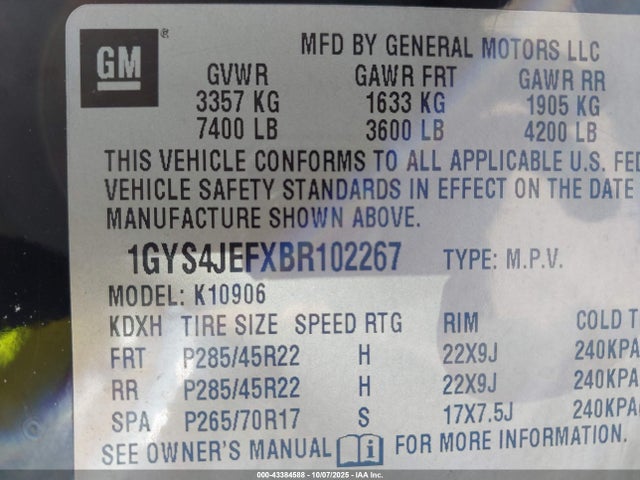 GM®
MFD BY GENERAL MOTORS LLC
GVWR GAWR FRT GAWR RR
3357 KG 1633 KG 1905 KG
7400 LB 3600 LB 4200 LB
THIS VEHICLE CONFORMS TO ALL APPLICABLE U.S. FED
VEHICLE SAFETY STANDARDS IN EFFECT ON THE DATE
MANUFACTURE SHOWN ABOVE.
1GYS4JEFXBR102267 TYPE: M.P.V.
MODEL: K10906
KDXH TIRE SIZE SPEED RTG RIM COLD T
FRT P285/45R22 H 22X9J 240KPA
RR P285/45R22 H 22X9J 240KPA
SPA P265/70R17 S 17X7.5J 240KPA
SEE OWNER'S MANUAL i FOR MORE INFORMATION.
000-43384588 - 10/07/2025 - iaai.com